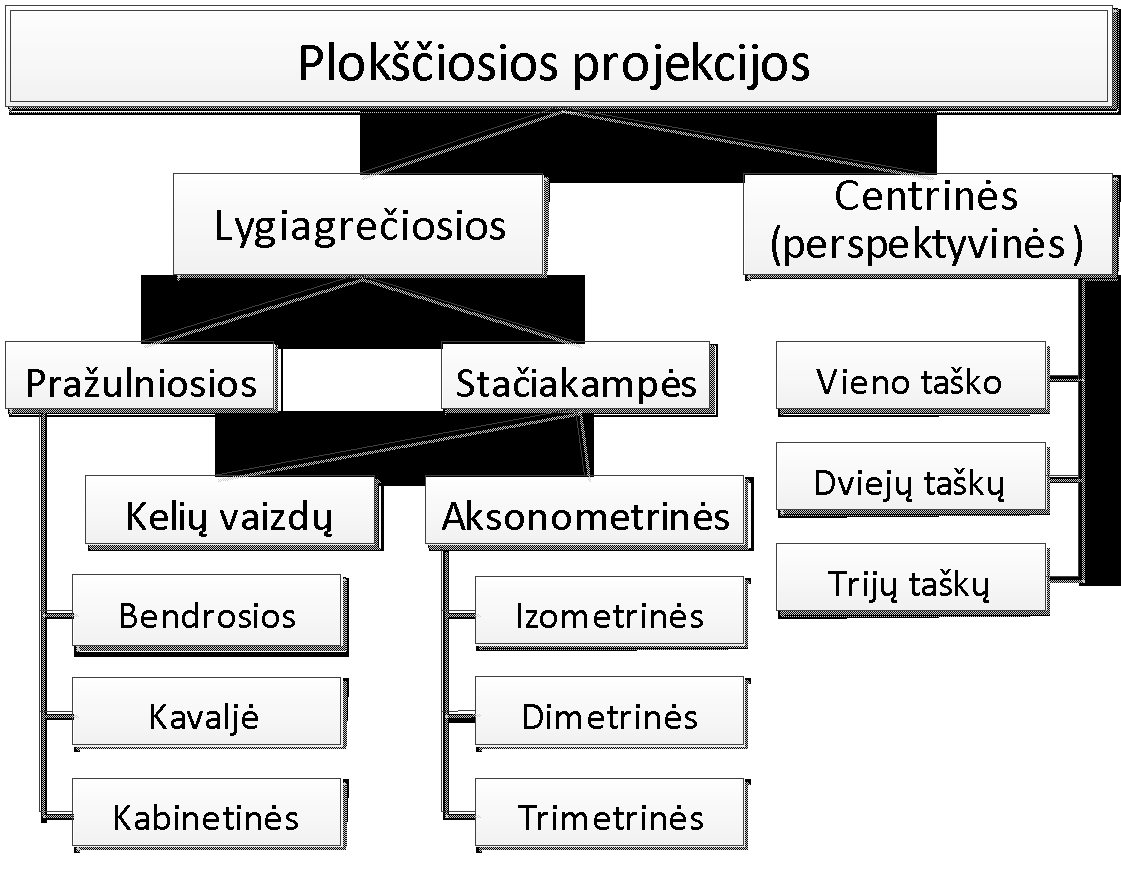 Plokščiosios projekcijos
Lygiagrečiosios
Centrinės
(perspektyvinės)
Pražulniosios
Stačiakampės
Vieno taško
Dviejų taškų
Trijų taškų
Kelių vaizdų
Aksonometrinės
Bendrosios
Kavaljė
Kabinetinės
Izometrinės
Dimetrinės
Trimetrinės